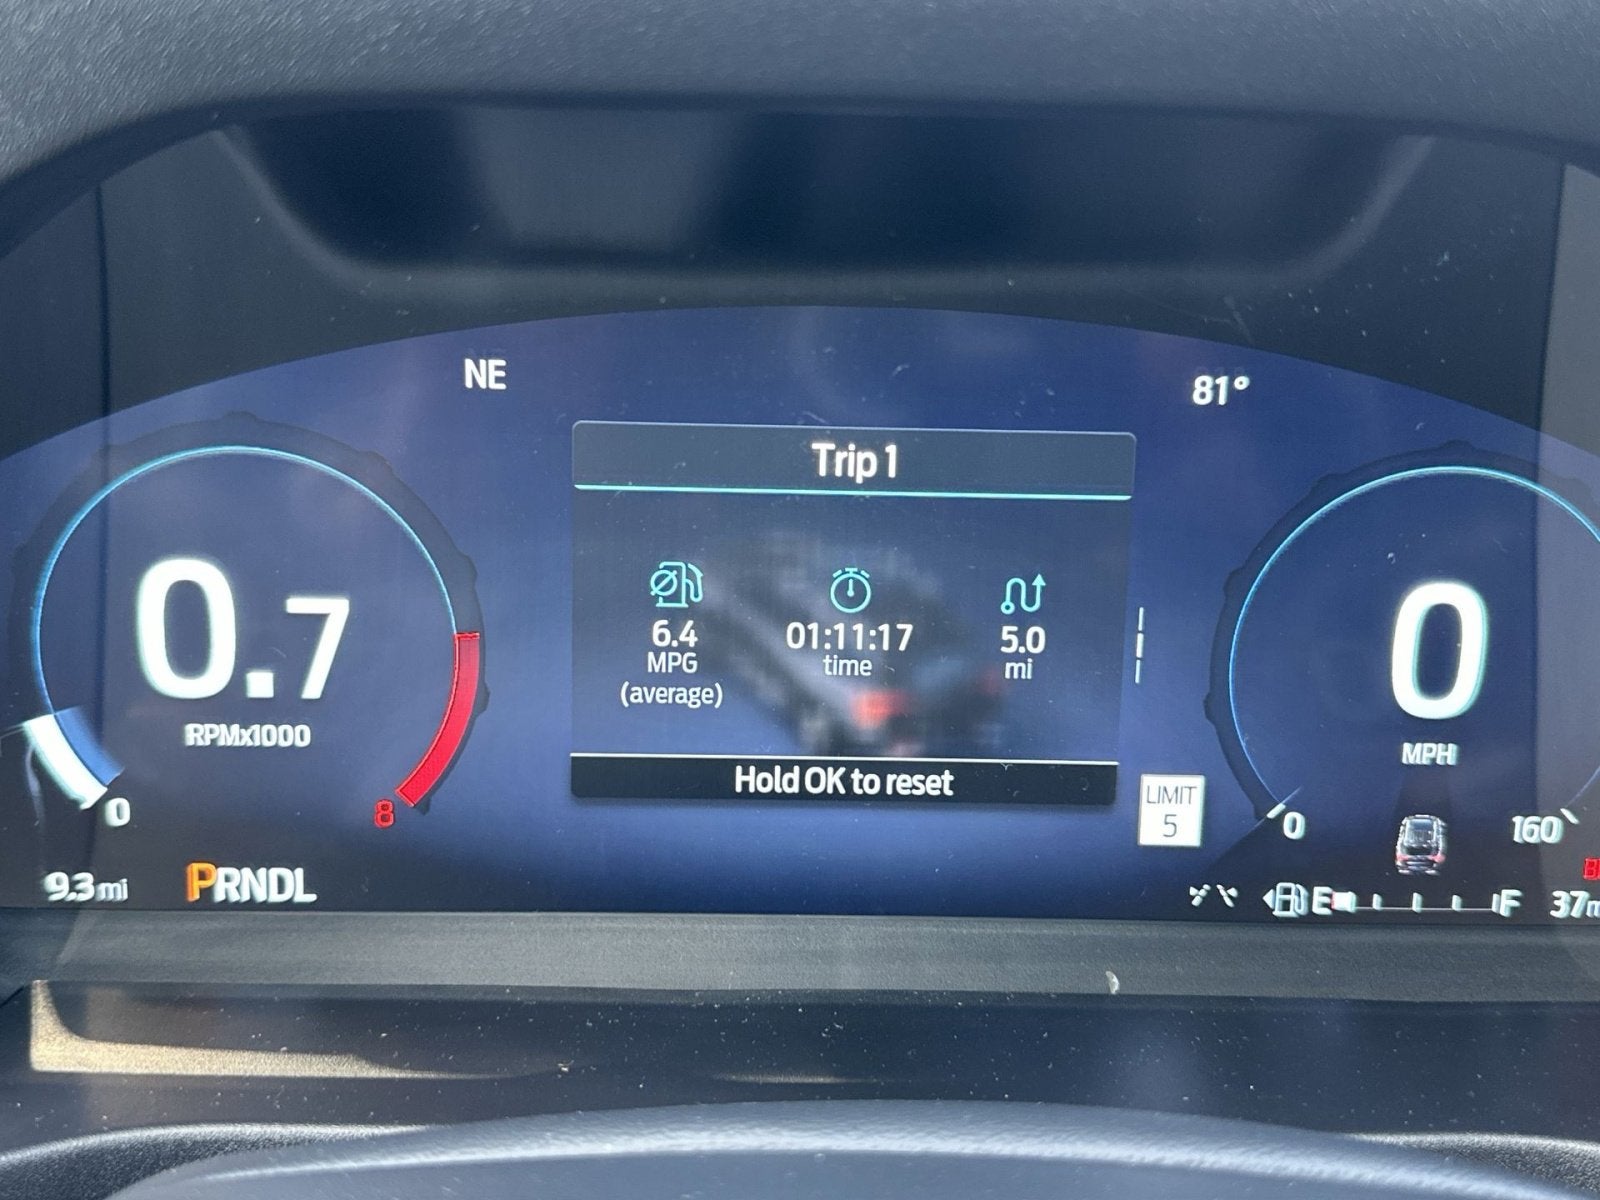 NE
81°
Trip 1
0.7
RPMx1000
0
8
6.4
MPG
(average)
01:11:17
time
5.0
mi
Hold OK to reset
LIMIT
5
0
MPH
0
160
9.3 mi
PRNDL
E
F
37